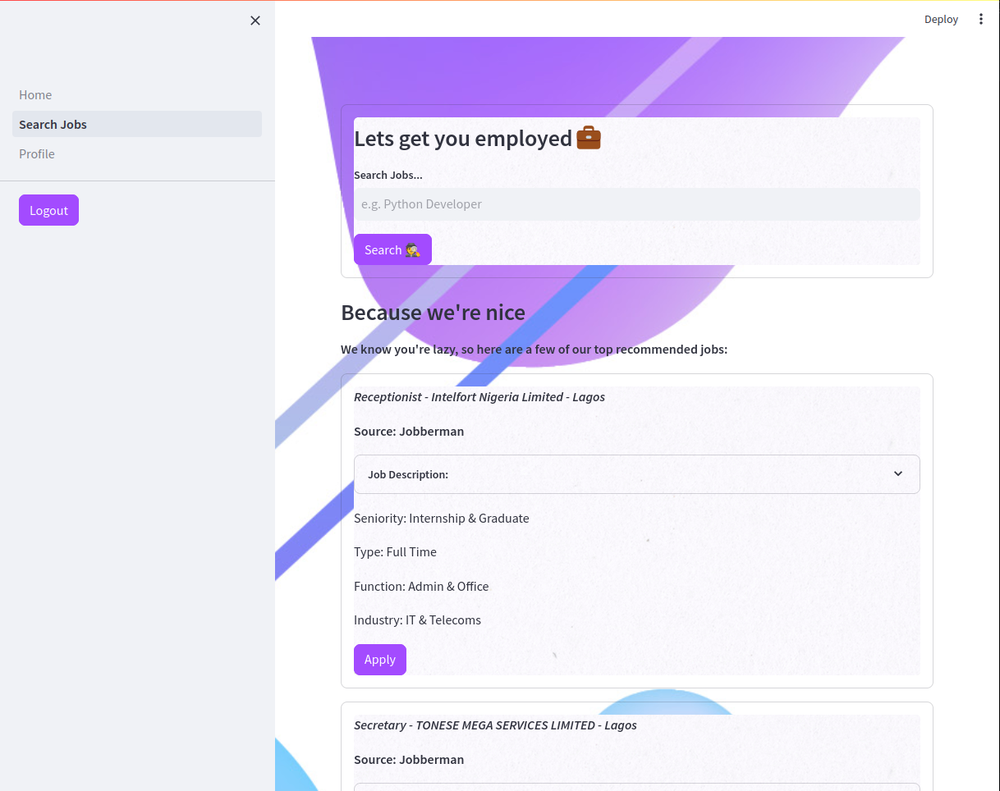 Deploy
Home
Search Jobs
Profile
Logout
Lets get you employed💼
Search Jobs...
e.g. Python Developer
Search 🕵️
Because we're nice
We know you're lazy, so here are a few of our top recommended jobs:
Receptionist - Intelfort Nigeria Limited - Lagos
Source: Jobberman
Job Description:
Seniority: Internship & Graduate
Type: Full Time
Function: Admin & Office
Industry: IT & Telecoms
Apply
Secretary - TONESE MEGA SERVICES LIMITED - Lagos
Source: Jobberman